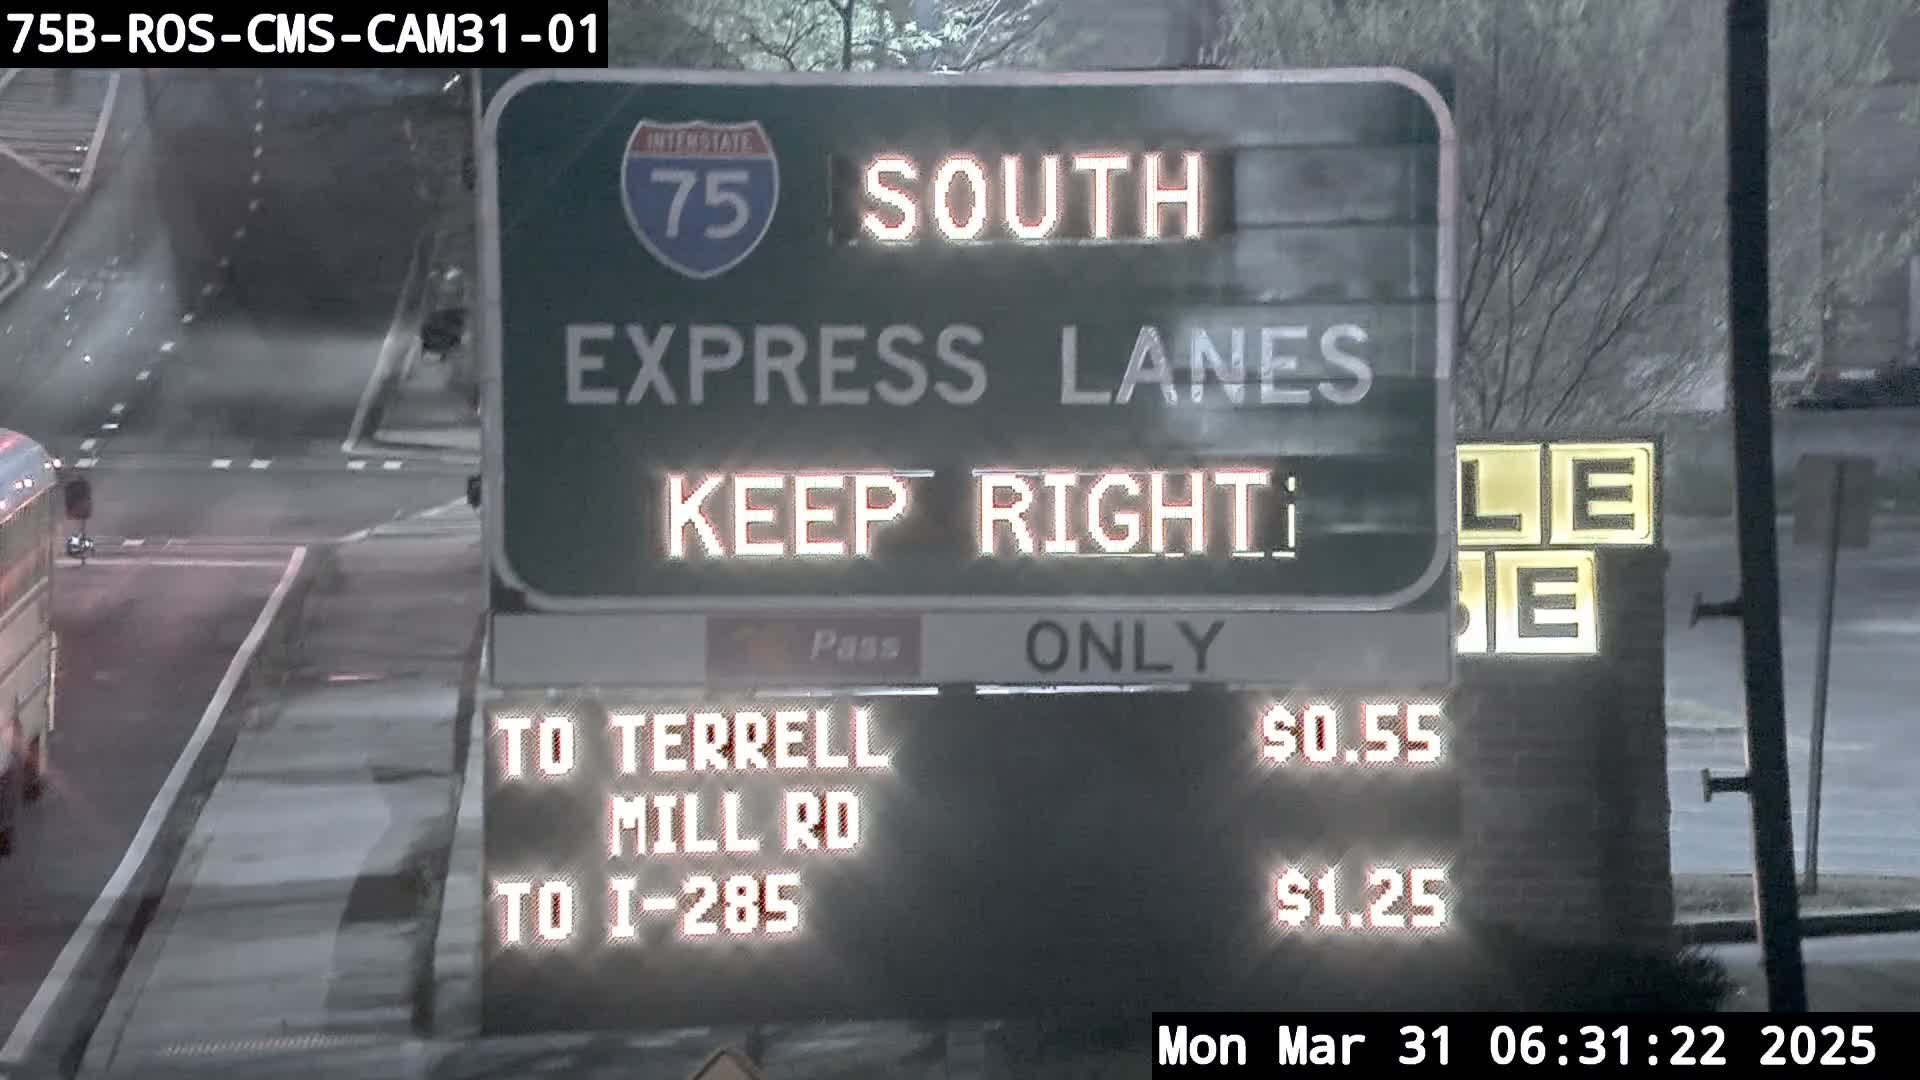 75B-ROS-CMS-CAM31-01
INTERSTATE
75
SOUTH
EXPRESS LANES
KEEP RIGHT
Pass ONLY
TO TERRELL $0.55
MILL RD
TO I-285 $1.25
LE
E
Mon Mar 31 06:31:22 2025